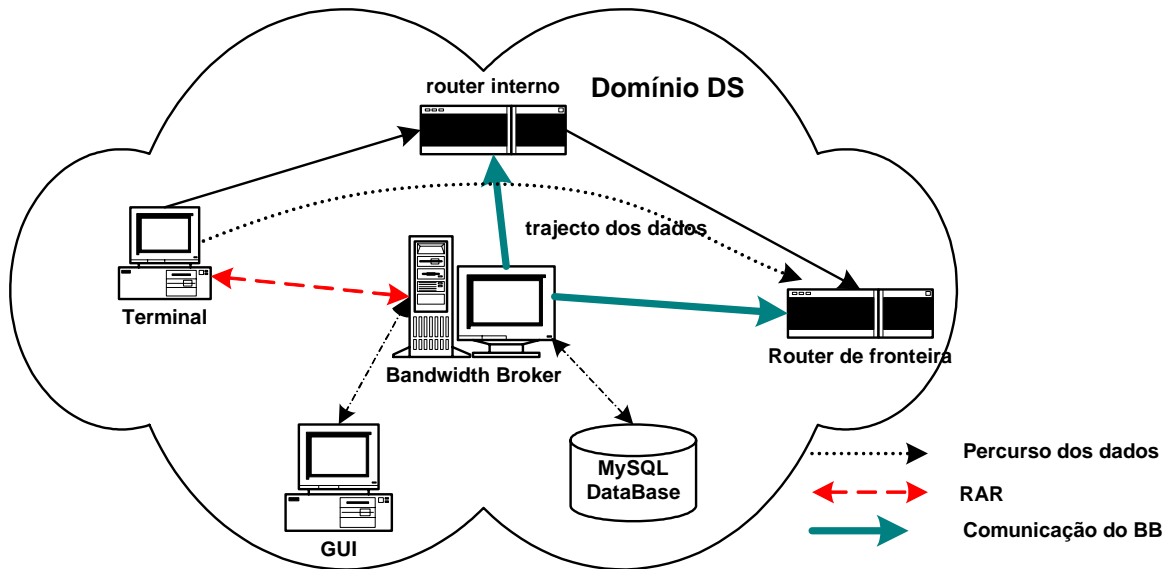 router interno
Domínio DS
trajecto dos dados
Terminal
Router de fronteira
Bandwidth Broker
MySQL
DataBase
GUI
Percurso dos dados
RAR
Comunicação do BB